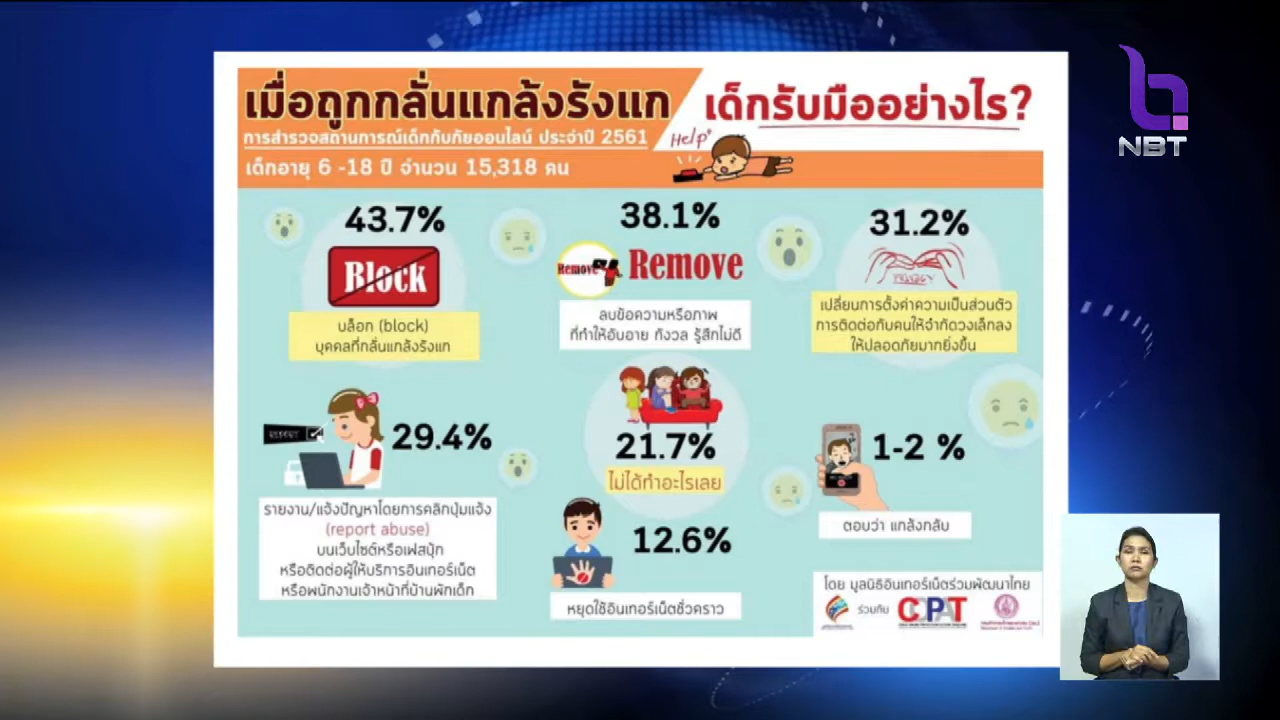 เมื่อถูกกลั่นแกล้งรังแก
เด็กรับมืออย่างไร?
การสำรวจสถานการณ์เด็กกับภัยออนไลน์ ประจำปี 2561
Help
เด็กอายุ 6 -18 ปี จำนวน 15,318 คน
NBT
43.7%
Block
บล็อก (block)
บุคคลที่กลั่นแกล้งรังแก
38.1%
Remove
Remove
ลบข้อความหรือภาพ
ที่ทำให้อับอาย กังวล รู้สึกไม่ดี
31.2%
เปลี่ยนการตั้งค่าความเป็นส่วนตัว
การติดต่อกับคนให้จำกัดวงเล็กลง
ให้ปลอดภัยมากยิ่งขึ้น
29.4%
รายงาน/แจ้งปัญหาโดยการคลิกปุ่มแจ้ง
(report abuse)
บนเว็บไซต์หรือเฟสบุ้ก
หรือติดต่อผู้ให้บริการอินเทอร์เน็ต
หรือพนักงานเจ้าหน้าที่บ้านพักเด็ก
21.7%
ไม่ได้ทำอะไรเลย
12.6%
หยุดใช้อินเทอร์เน็ตชั่วคราว
1-2 %
ตอบว่า แกล้งกลับ
โดย มูลนิธิอินเทอร์เน็ตร่วมพัฒนาไทย
ร่วมกับ